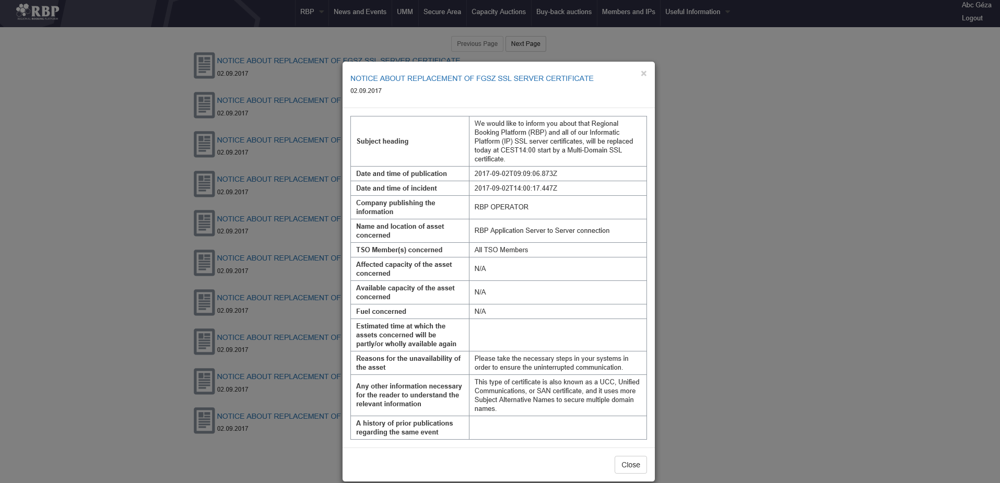 RBP
REGIONAL BOOKING PLATFORM
RBP
News and Events
UMM
Secure Area
Capacity Auctions
Buy-back auctions
Members and IPs
Useful Information
Abc Géza
Logout
Previous Page
Next Page
NOTICE ABOUT REPLACEMENT OF FGSZ SSL SERVER CERTIFICATE
02.09.2017
NOTICE ABOUT REPLACEMENT OF
02.09.2017
NOTICE ABOUT REPLACEMENT OF
02.09.2017
NOTICE ABOUT REPLACEMENT OF
02.09.2017
NOTICE ABOUT REPLACEMENT OF
02.09.2017
NOTICE ABOUT REPLACEMENT OF
02.09.2017
NOTICE ABOUT REPLACEMENT OF
02.09.2017
NOTICE ABOUT REPLACEMENT OF
02.09.2017
NOTICE ABOUT REPLACEMENT OF
02.09.2017
NOTICE ABOUT REPLACEMENT OF
02.09.2017
NOTICE ABOUT REPLACEMENT OF FGSZ SSL SERVER CERTIFICATE
×
02.09.2017
Subject heading
We would like to inform you about that Regional
Booking Platform (RBP) and all of our Informatic
Platform (IP) SSL server certificates, will be replaced
today at CEST14:00 start by a Multi-Domain SSL
certificate.
Date and time of publication
2017-09-02T09:09:06.873Z
Date and time of incident
2017-09-02T14:00:17.447Z
Company publishing the
information
RBP OPERATOR
Name and location of asset
concerned
RBP Application Server to Server connection
TSO Member(s) concerned
All TSO Members
Affected capacity of the asset
concerned
N/A
Available capacity of the asset
concerned
N/A
Fuel concerned
N/A
Estimated time at which the
assets concerned will be
partly/or wholly available again
Reasons for the unavailability of
the asset
Please take the necessary steps in your systems in
order to ensure the uninterrupted communication.
Any other information necessary
for the reader to understand the
relevant information
This type of certificate is also known as a UCC, Unified
Communications, or SAN certificate, and it uses more
Subject Alternative Names to secure multiple domain
names.
A history of prior publications
regarding the same event
Close